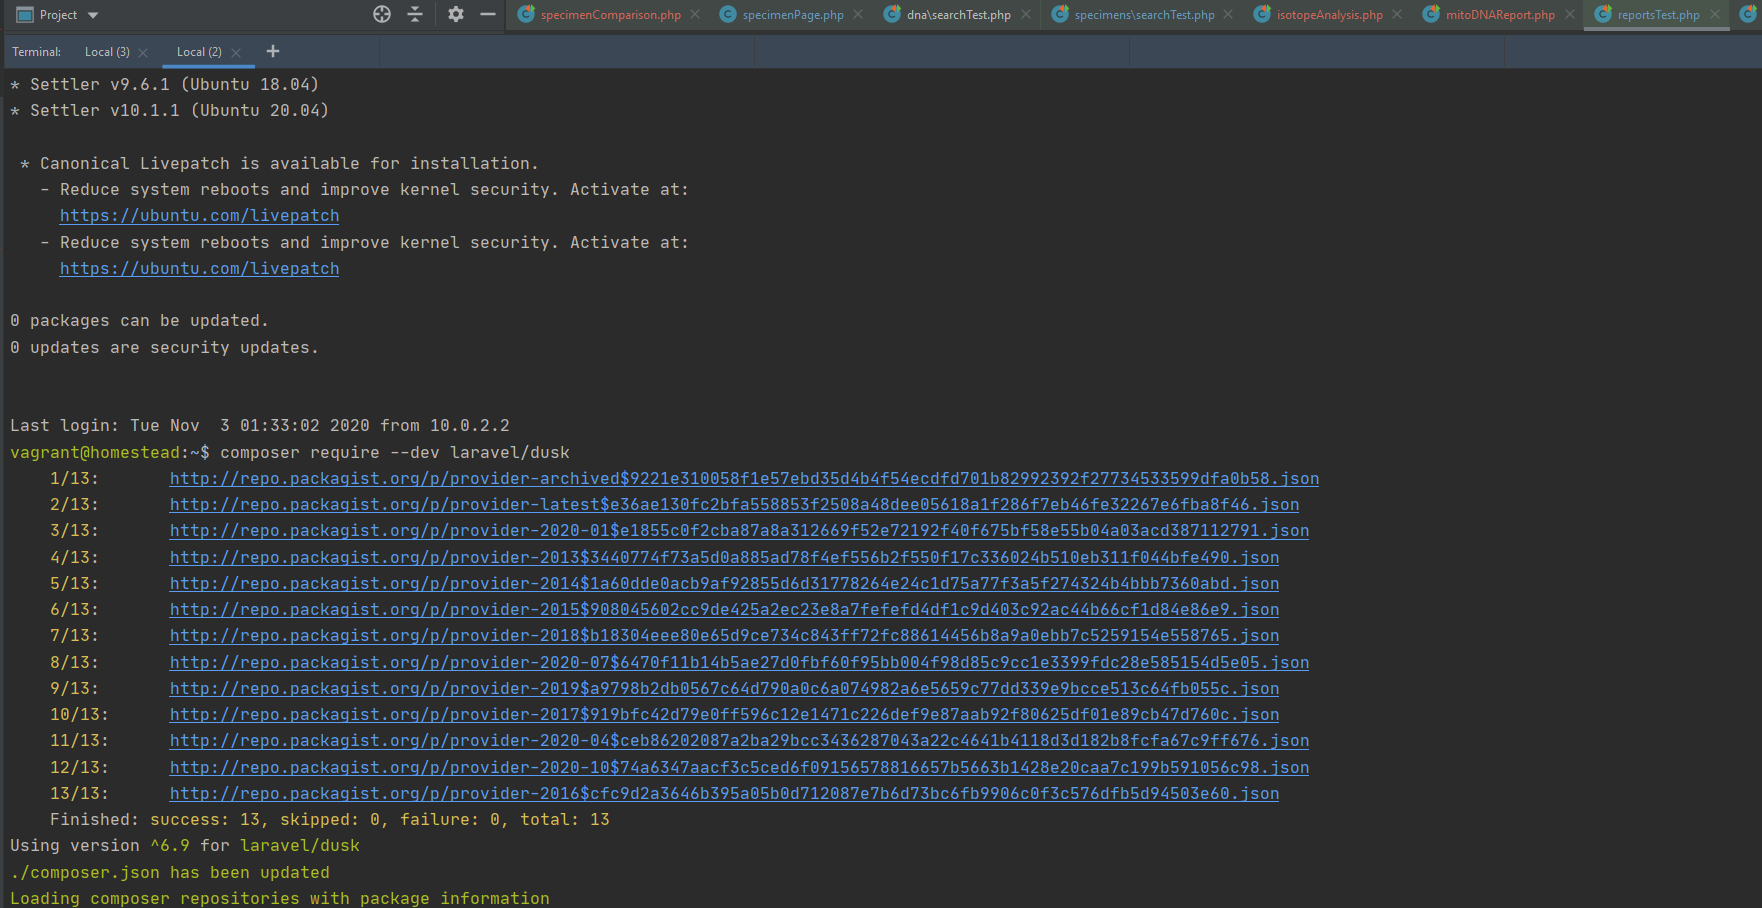 Project specimenComparison.php specimenPage.php dna\searchTest.php specimens\searchTest.php isotopeAnalysis.php mitoDNAReport.php reportsTest.php
Terminal: Local (3) Local (2) +
* Settler v9.6.1 (Ubuntu 18.04)
* Settler v10.1.1 (Ubuntu 20.04)
* Canonical Livepatch is available for installation.
- Reduce system reboots and improve kernel security. Activate at:
https://ubuntu.com/livepatch
- Reduce system reboots and improve kernel security. Activate at:
https://ubuntu.com/livepatch
0 packages can be updated.
0 updates are security updates.
Last login: Tue Nov  3 01:33:02 2020 from 10.0.2.2
vagrant@homestead:~$ composer require --dev laravel/dusk
1/13: http://repo.packagist.org/p/provider-archived$9221e310058f1e57ebd35d4b4f54ecdfd701b82992392f27734533599dfa0b58.json
2/13: http://repo.packagist.org/p/provider-latest$e36ae130fc2bfa558853f2508a48dee05618a1f286f7eb46fe32267e6fba8f46.json
3/13: http://repo.packagist.org/p/provider-2020-01$e1855c0f2cba87a8a312669f52e72192f40f675bf58e55b04a03acd387112791.json
4/13: http://repo.packagist.org/p/provider-2013$3440774f73a5d0a885ad78f4ef556b2f550f17c336024b510eb311f044bfe490.json
5/13: http://repo.packagist.org/p/provider-2014$1a60dde0acb9af92855d6d31778264e24c1d75a77f3a5f274324b4bbb7360abd.json
6/13: http://repo.packagist.org/p/provider-2015$908045602cc9de425a2ec23e8a7fefefd4df1c9d403c92ac44b66cf1d84e86e9.json
7/13: http://repo.packagist.org/p/provider-2018$b18304eee80e65d9ce734c843ff72fc88614456b8a9a0ebb7c5259154e558765.json
8/13: http://repo.packagist.org/p/provider-2020-07$6470f11b14b5ae27d0fbf60f95bb004f98d85c9cc1e3399fdc28e585154d5e05.json
9/13: http://repo.packagist.org/p/provider-2019$a9798b2db0567c64d790a0c6a074982a6e5659c77dd339e9bcce513c64fb055c.json
10/13: http://repo.packagist.org/p/provider-2017$919bfc42d79e0ff596c12e1471c226def9e87aab92f80625df01e89cb47d760c.json
11/13: http://repo.packagist.org/p/provider-2020-04$ceb86202087a2ba29bcc3436287043a22c4641b4118d3d182b8fcfa67c9ff676.json
12/13: http://repo.packagist.org/p/provider-2020-10$74a6347aacf3c5ced6f09156578816657b5663b1428e20caa7c199b591056c98.json
13/13: http://repo.packagist.org/p/provider-2016$cfc9d2a3646b395a05b0d712087e7b6d73bc6fb9906c0f3c576dfb5d94503e60.json
Finished: success: 13, skipped: 0, failure: 0, total: 13
Using version ^6.9 for laravel/dusk
./composer.json has been updated
Loading composer repositories with package information